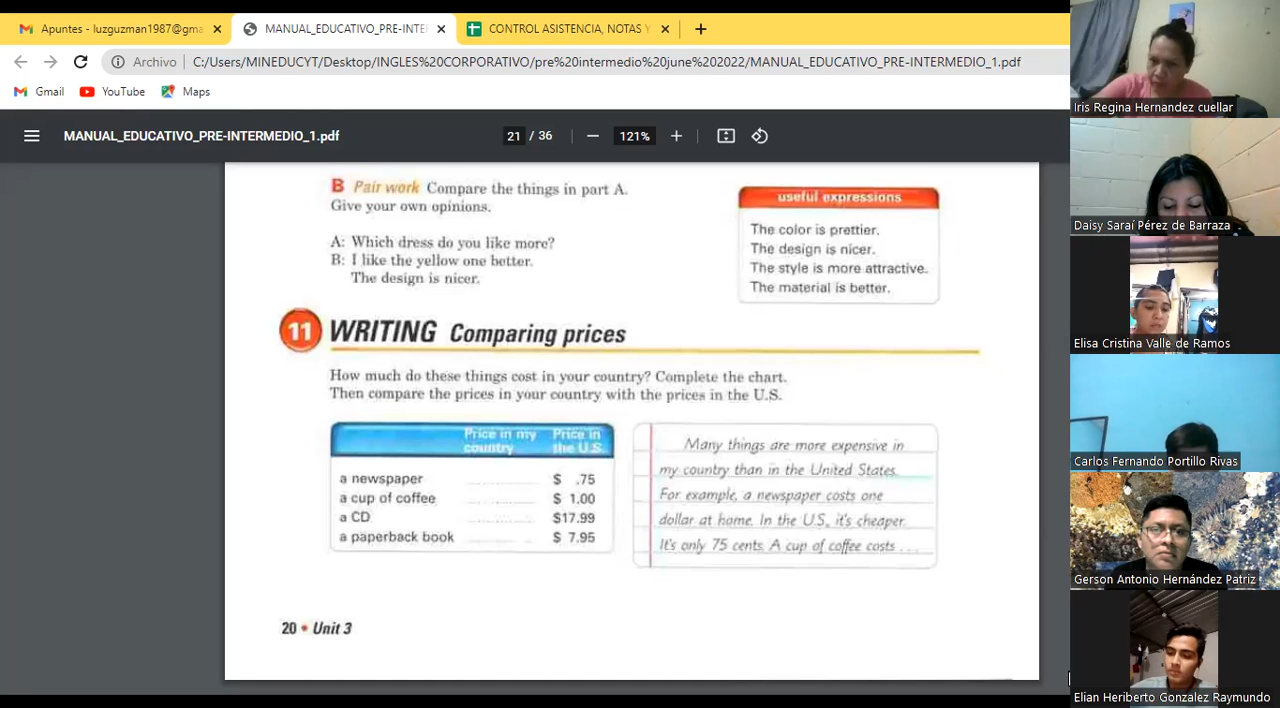 Apuntes - luzguzman1987@gma
MANUAL_EDUCATIVO_PRE-INTER
CONTROL ASISTENCIA, NOTAS Y
Archivo
C:/Users/MINEDUCYT/Desktop/INGLES%20CORPORATIVO/pre%20intermedio%20june%202022/MANUAL_EDUCATIVO_PRE-INTERMEDIO_1.pdf
Gmail
YouTube
Maps
MANUAL_EDUCATIVO_PRE-INTERMEDIO_1.pdf
21 / 36
121%
B Pair work Compare the things in part A.
Give your own opinions.
A: Which dress do you like more?
B: I like the yellow one better.
The design is nicer.
useful expressions
The color is prettier.
The design is nicer.
The style is more attractive.
The material is better.
11 WRITING Comparing prices
How much do these things cost in your country? Complete the chart.
Then compare the prices in your country with the prices in the U.S.
Price in my country
Price in the U.S.
a newspaper $ .75
a cup of coffee $ 1.00
a CD $17.99
a paperback book $ 7.95
Many things are more expensive in
my country than in the United States.
For example, a newspaper costs one
dollar at home. In the U.S., it's cheaper.
It's only 75 cents. A cup of coffee costs . . .
20 • Unit 3
Iris Regina Hernandez cuellar
Daisy Saraí Pérez de Barraza
Elisa Cristina Valle de Ramos
Carlos Fernando Portillo Rivas
Gerson Antonio Hernández Patriz
Elian Heriberto Gonzalez Raymundo